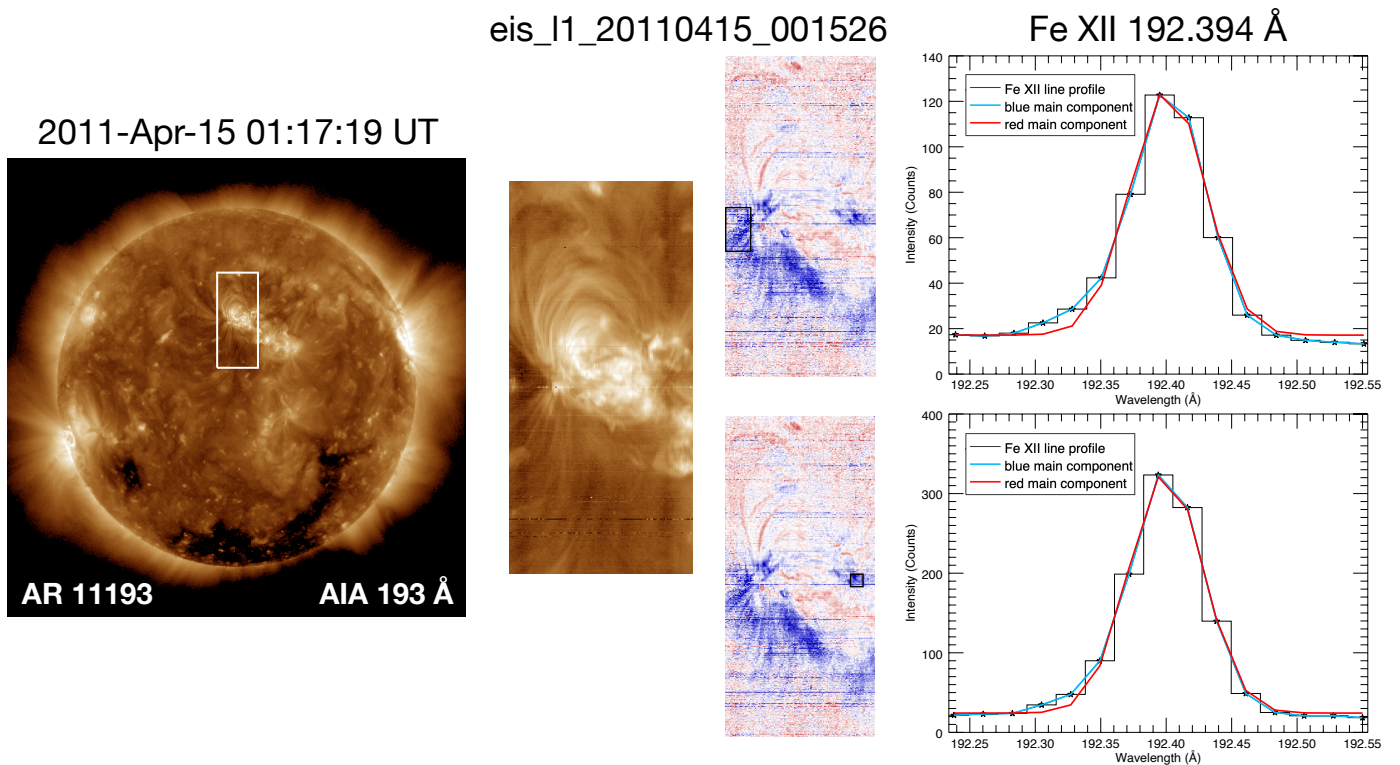 eis_l1_20110415_001526
Fe XII 192.394 Å
2011-Apr-15 01:17:19 UT
AR 11193
AIA 193 Å
140
120
100
80
60
40
20
0
Intensity (Counts)
Fe XII line profile
blue main component
red main component
192.25
192.30
192.35
192.40
192.45
192.50
192.55
Wavelength (Å)
400
300
200
100
0
Intensity (Counts)
Fe XII line profile
blue main component
red main component
192.25
192.30
192.35
192.40
192.45
192.50
192.55
Wavelength (Å)